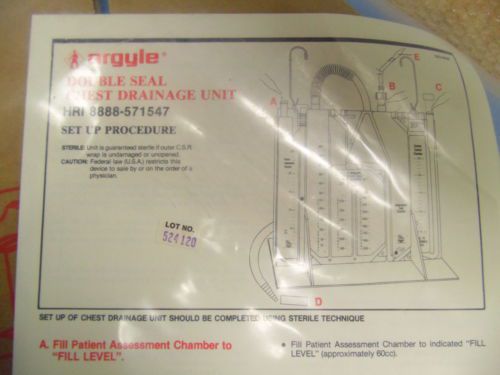 argyle®
DOUBLE SEAL
CHEST DRAINAGE UNIT
HRI 8888-571547
SET UP PROCEDURE
STERILE: Unit is guaranteed sterile if outer C.S.R.
wrap is undamaged or unopened.
CAUTION: Federal law (U.S.A.) restricts this
device to sale by or on the order of a
physician.
LOT NO.
524120
A
B
C
E
D
SET UP OF CHEST DRAINAGE UNIT SHOULD BE COMPLETED USING STERILE TECHNIQUE
A. Fill Patient Assessment Chamber to
"FILL LEVEL".
• Fill Patient Assessment Chamber to indicated "FILL
LEVEL" (approximately 60cc).